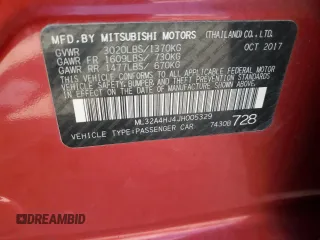 MFD.BY MITSUBISHI MOTORS (THAILAND)CO.,LTD.
GVWR 3020LBS/1370KG OCT 2017
GAWR FR 1609LBS/ 730KG
GAWR RR 1477LBS/ 670KG
THIS VEHICLE CONFORMS TO ALL APPLICABLE U.S.FEDERAL
MOTOR VEHICLE SAFETY, BUMPER, AND THEFT PREVENTION
STANDARDS IN EFFECT ON THE DATE OF MANUFACTURE
SHOWN ABOVE.
ML32A4HJ4JH005329
VEHICLE TYPE:PASSENGER CAR 7430B 728
DREAMBID